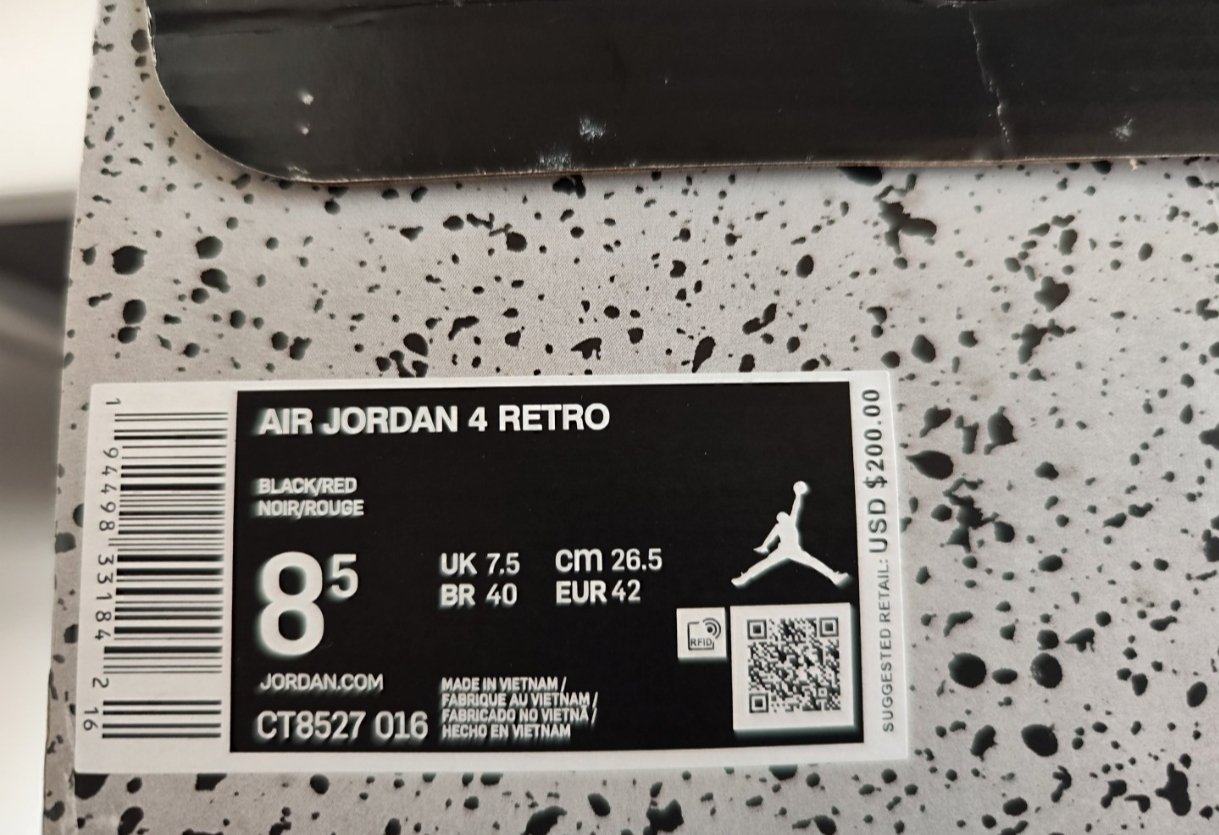 AIR JORDAN 4 RETRO
BLACK/RED
NOIR/ROUGE
85
UK 7.5 cm 26.5
BR 40 EUR 42
RFID
JORDAN.COM
CT8527 016
MADE IN VIETNAM /
FABRIQUE AU VIETNAM /
FABRICADO NO VIETNÃ /
HECHO EN VIETNAM
1 94498 33184 2 16
SUGGESTED RETAIL: USD $200.00